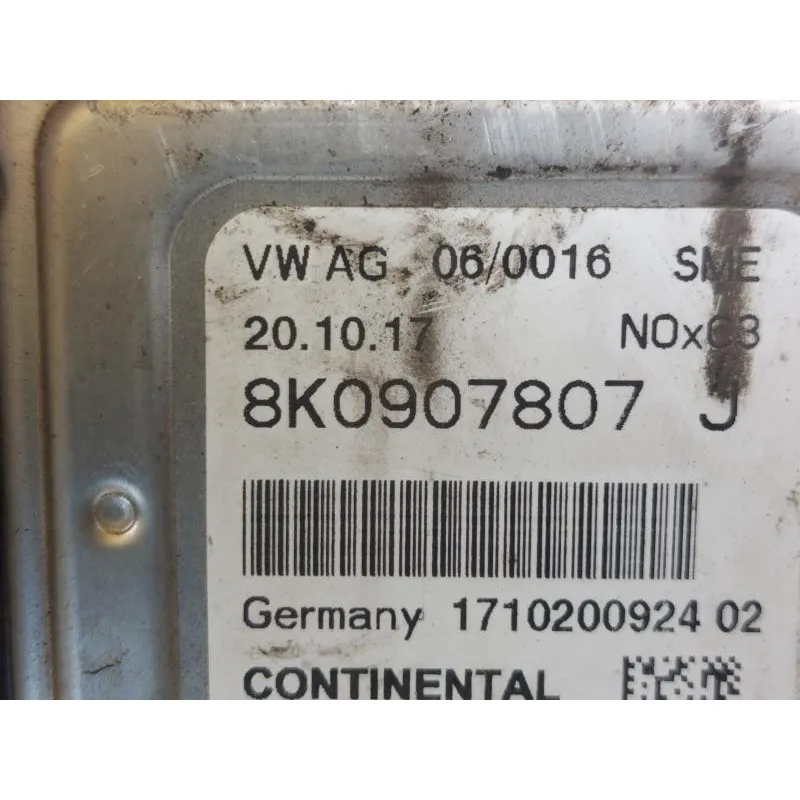 VW AG 06/0016 SME
20.10.17 NOxC3
8K0907807 J
Germany 1710200924 02
CONTINENTAL